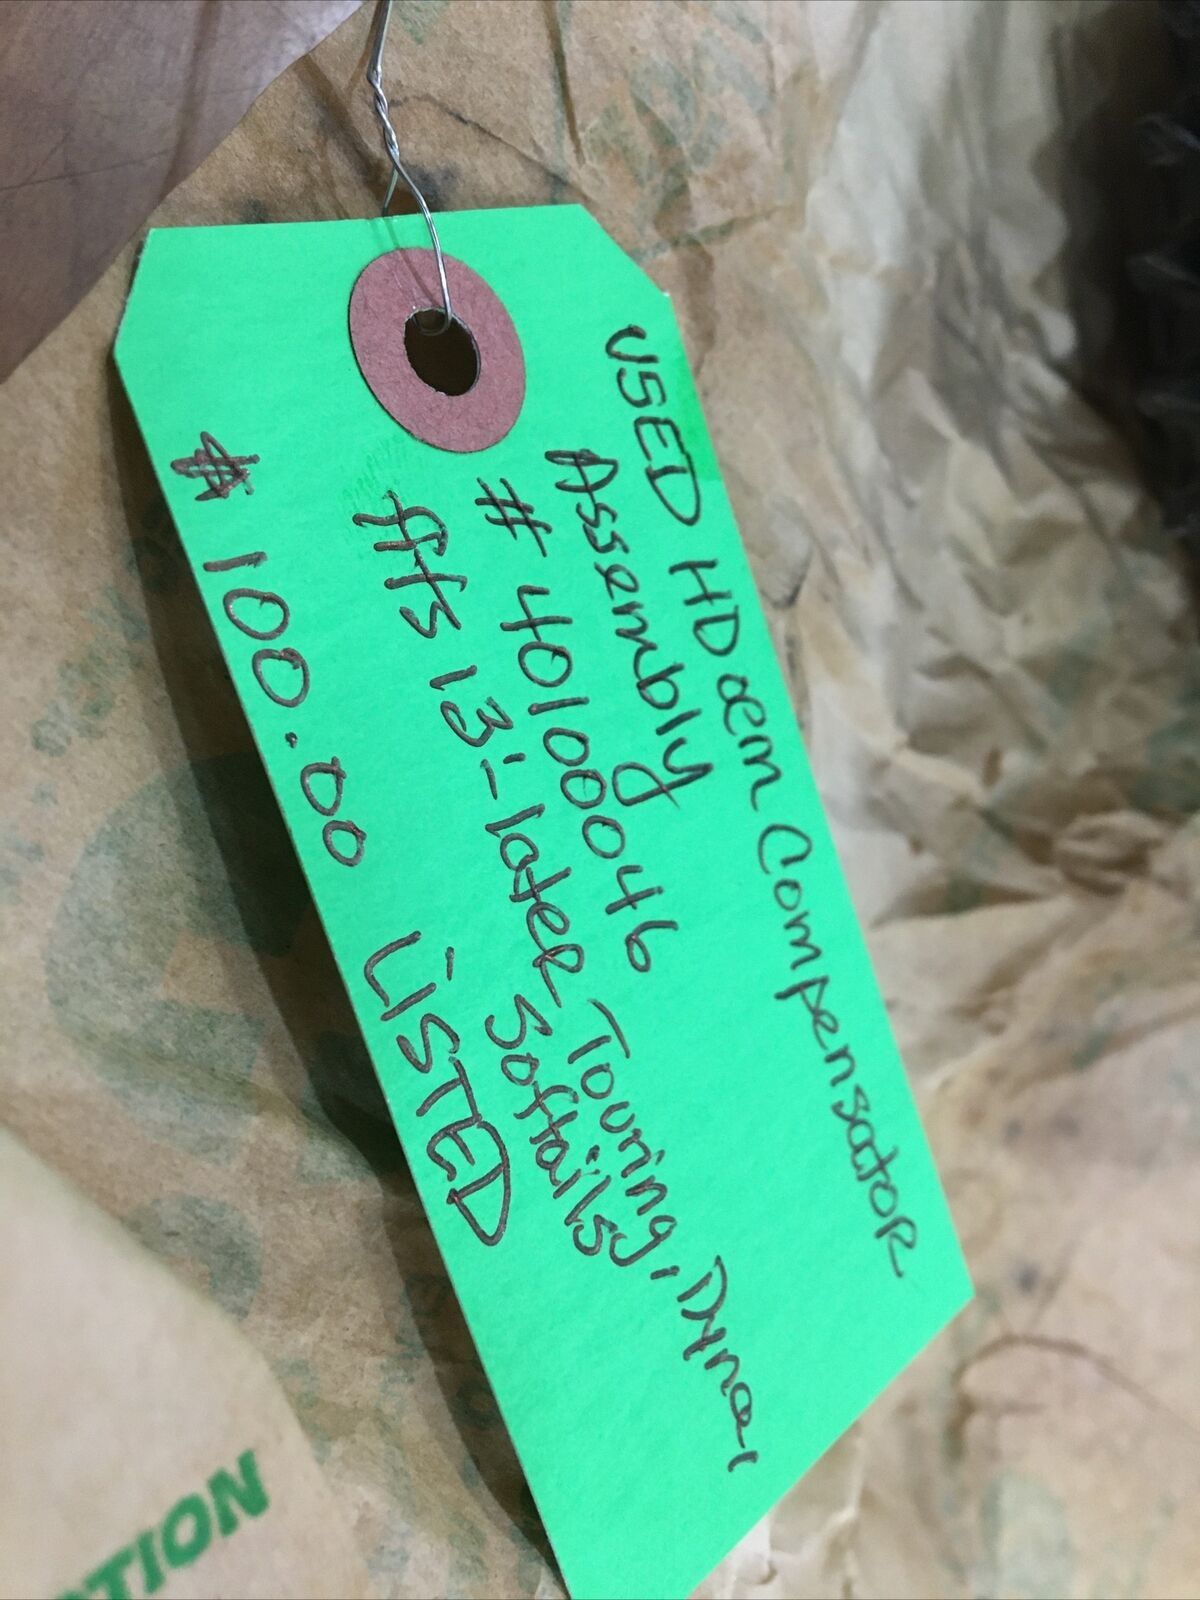 USED HD oem Compensator
Assembly
# 40100046
fits 13'-later Touring, Dyna,
Softails,
$ 100.00 LISTED
TION